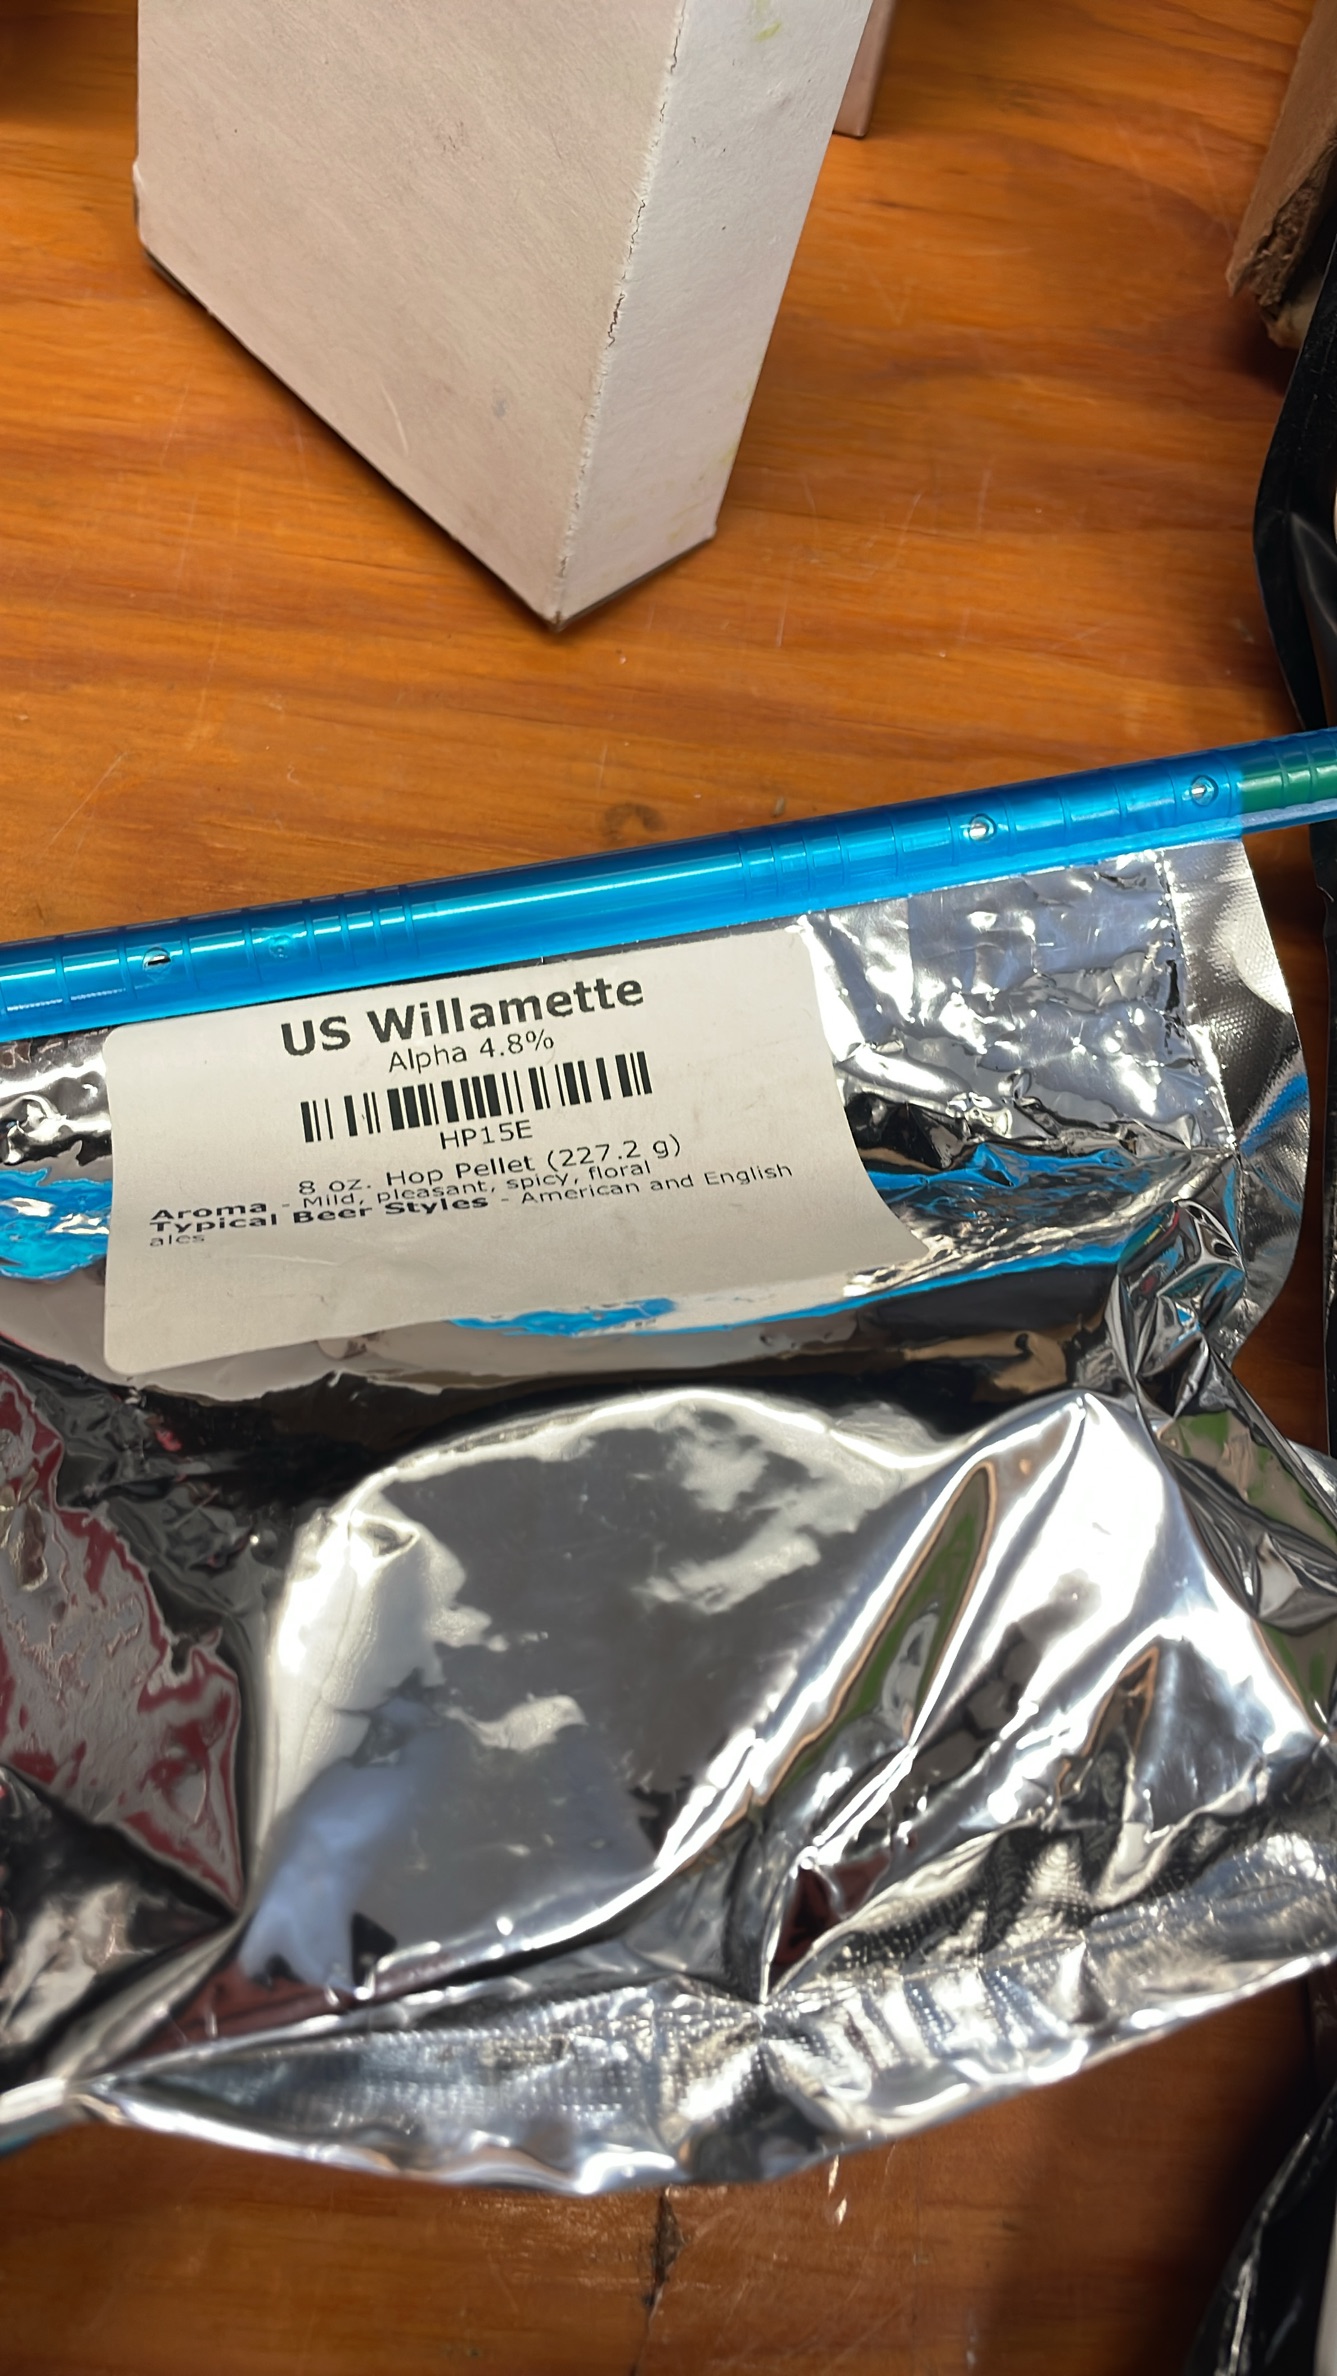 US Willamette
Alpha 4.8%
HP15E
8 oz. Hop Pellet (227.2 g)
Aroma - Mild, pleasant, spicy, floral
Typical Beer Styles - American and English
ales